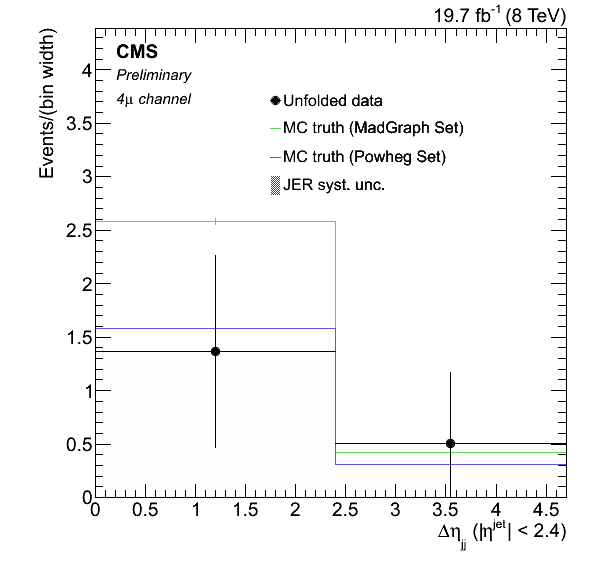 19.7 fb⁻¹ (8 TeV)
CMS
Preliminary
4μ channel
Unfolded data
MC truth (MadGraph Set)
MC truth (Powheg Set)
JER syst. unc.
Events/(bin width)
4
3.5
3
2.5
2
1.5
1
0.5
0
0 0.5 1 1.5 2 2.5 3 3.5 4 4.5
Δη_jj (|η^jet| < 2.4)